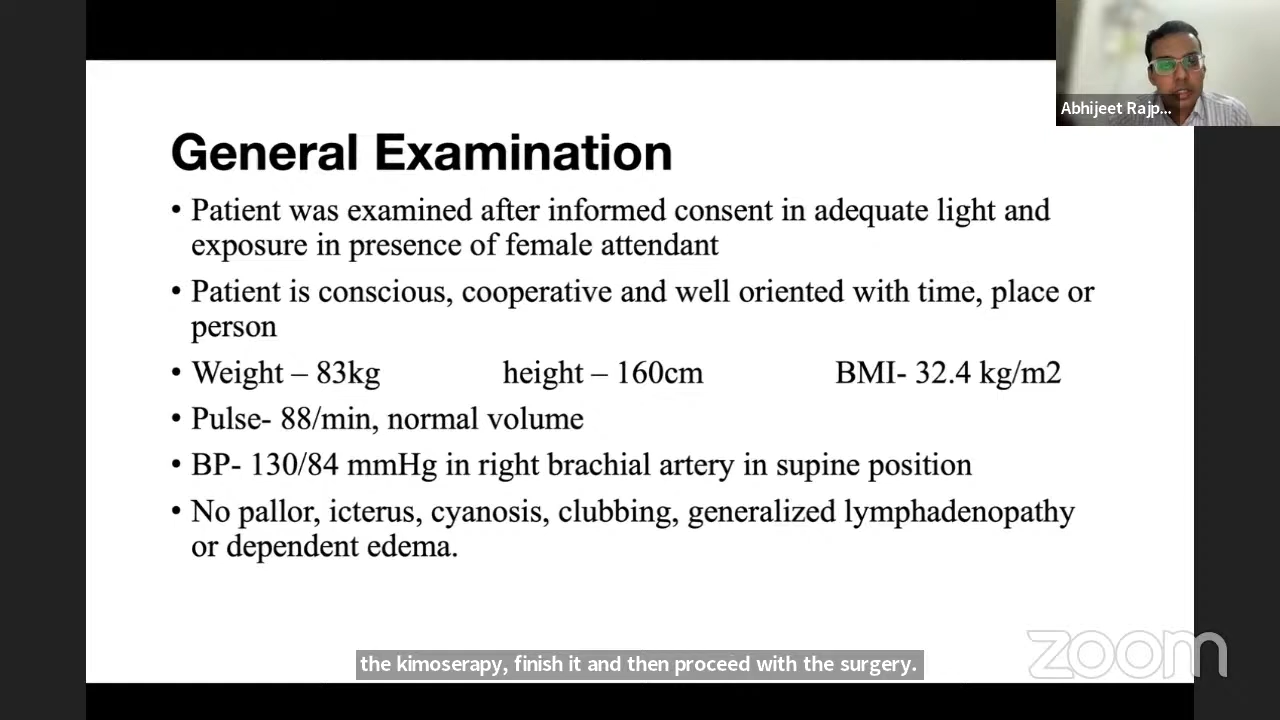 Abhijeet Rajp...
General Examination
• Patient was examined after informed consent in adequate light and
exposure in presence of female attendant
• Patient is conscious, cooperative and well oriented with time, place or
person
• Weight – 83kg height – 160cm BMI- 32.4 kg/m2
• Pulse- 88/min, normal volume
• BP- 130/84 mmHg in right brachial artery in supine position
• No pallor, icterus, cyanosis, clubbing, generalized lymphadenopathy
or dependent edema.
the kimoserapy, finish it and then proceed with the surgery.
zoom